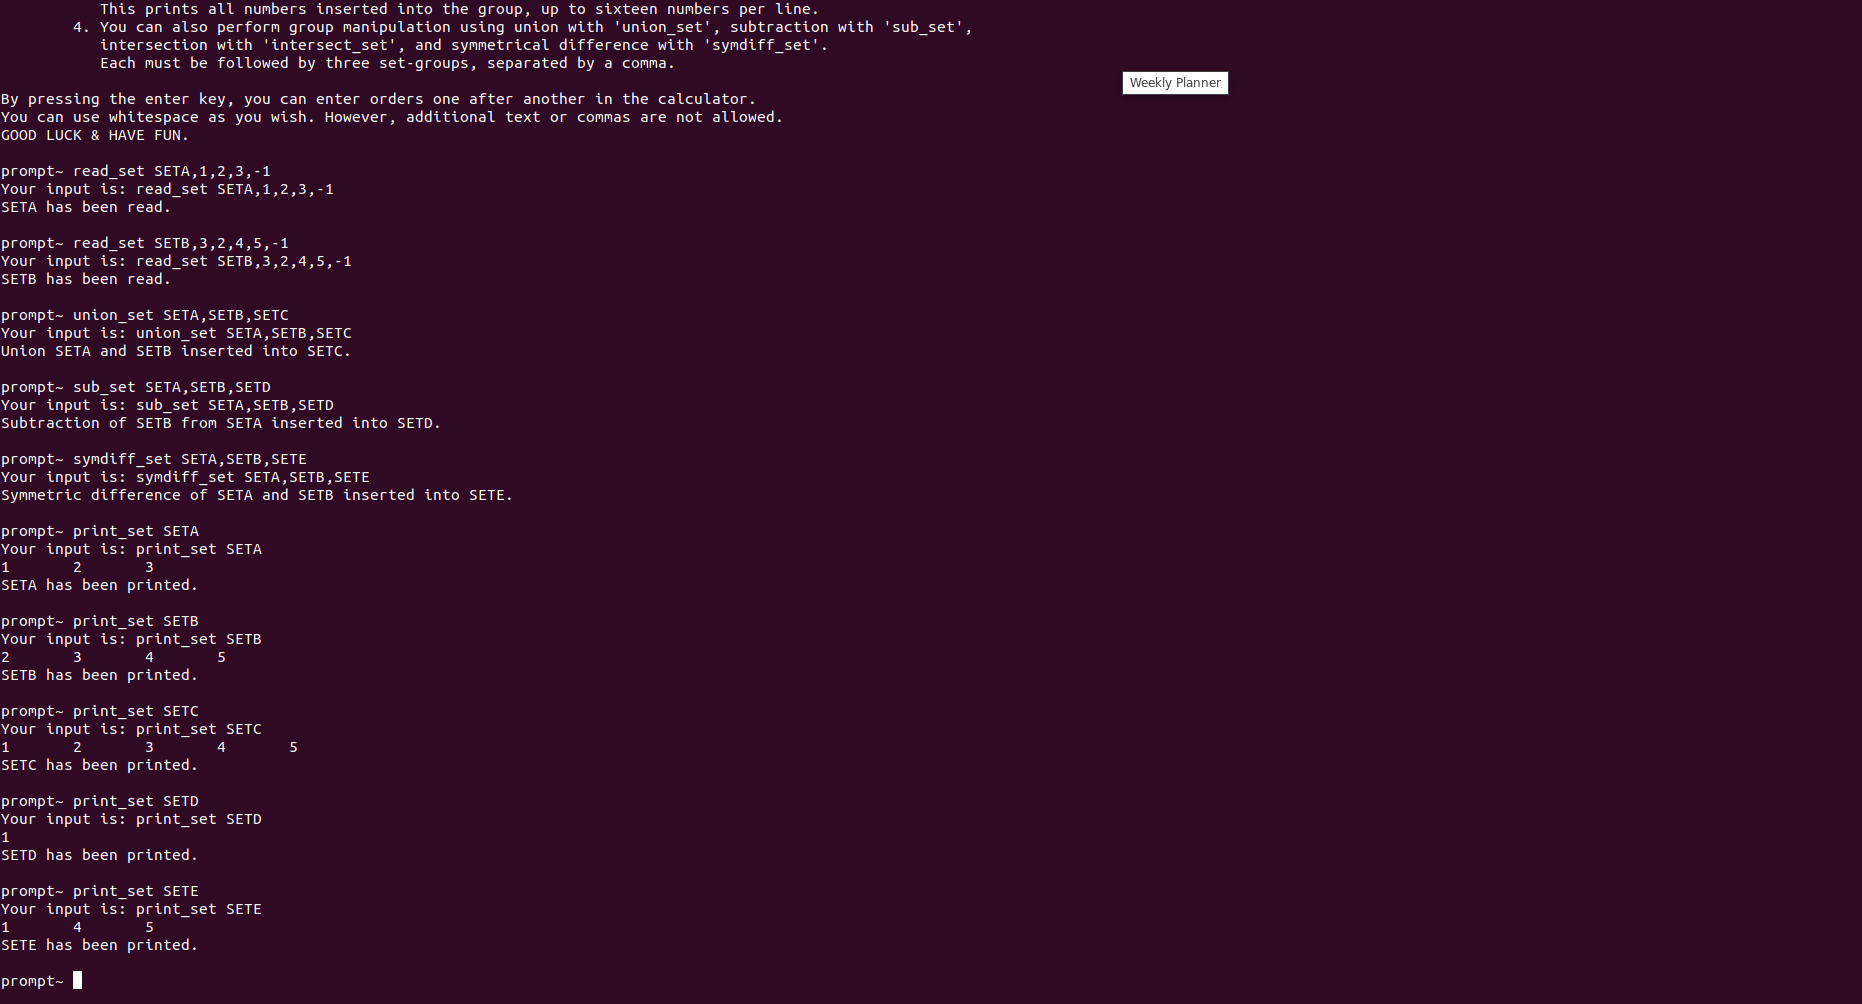 This prints all numbers inserted into the group, up to sixteen numbers per line.
4. You can also perform group manipulation using union with 'union_set', subtraction with 'sub_set',
intersection with 'intersect_set', and symmetrical difference with 'symdiff_set'.
Each must be followed by three set-groups, separated by a comma.
Weekly Planner
By pressing the enter key, you can enter orders one after another in the calculator.
You can use whitespace as you wish. However, additional text or commas are not allowed.
GOOD LUCK & HAVE FUN.
prompt~ read_set SETA,1,2,3,-1
Your input is: read_set SETA,1,2,3,-1
SETA has been read.
prompt~ read_set SETB,3,2,4,5,-1
Your input is: read_set SETB,3,2,4,5,-1
SETB has been read.
prompt~ union_set SETA,SETB,SETC
Your input is: union_set SETA,SETB,SETC
Union SETA and SETB inserted into SETC.
prompt~ sub_set SETA,SETB,SETD
Your input is: sub_set SETA,SETB,SETD
Subtraction of SETB from SETA inserted into SETD.
prompt~ symdiff_set SETA,SETB,SETE
Your input is: symdiff_set SETA,SETB,SETE
Symmetric difference of SETA and SETB inserted into SETE.
prompt~ print_set SETA
Your input is: print_set SETA
1 2 3
SETA has been printed.
prompt~ print_set SETB
Your input is: print_set SETB
2 3 4 5
SETB has been printed.
prompt~ print_set SETC
Your input is: print_set SETC
1 2 3 4 5
SETC has been printed.
prompt~ print_set SETD
Your input is: print_set SETD
1
SETD has been printed.
prompt~ print_set SETE
Your input is: print_set SETE
1 4 5
SETE has been printed.
prompt~